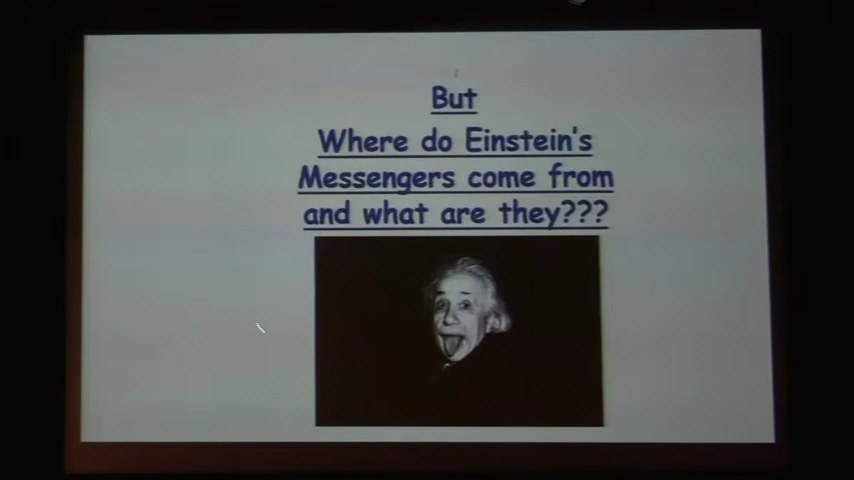 But
Where do Einstein's
Messengers come from
and what are they???